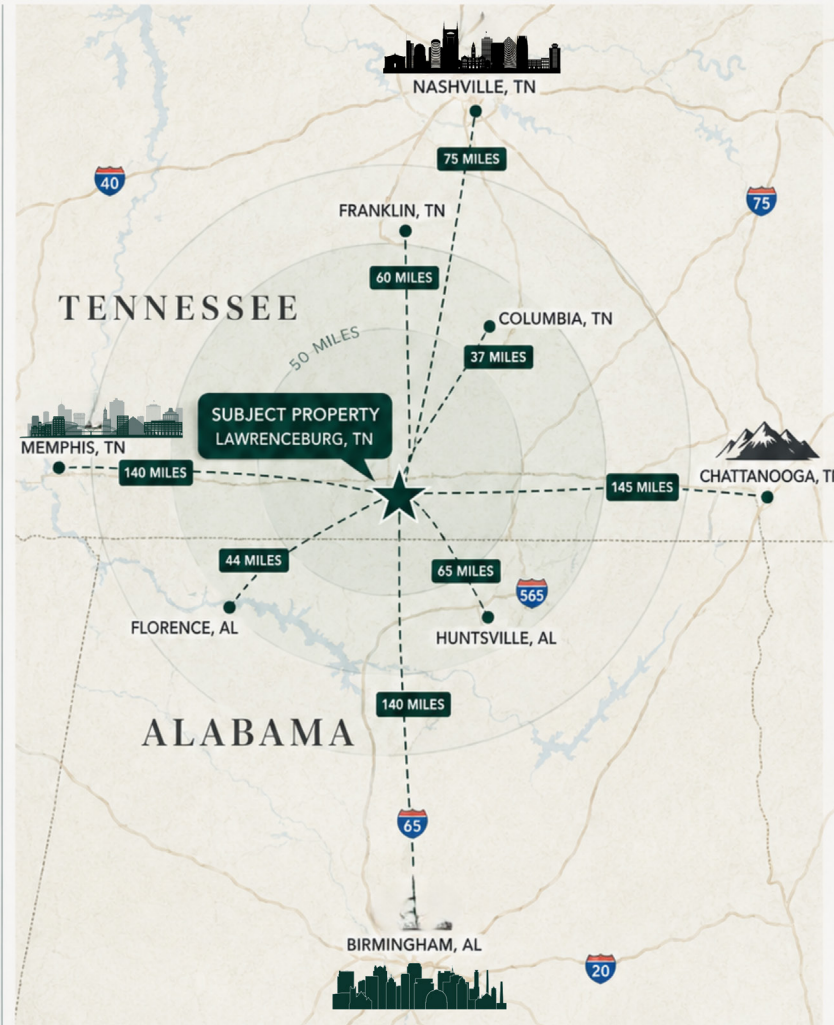 NASHVILLE, TN
75 MILES
40
75
FRANKLIN, TN
60 MILES
TENNESSEE
COLUMBIA, TN
50 MILES
37 MILES
SUBJECT PROPERTY
LAWRENCEBURG, TN
MEMPHIS, TN
140 MILES
CHATTANOOGA, T
145 MILES
44 MILES
65 MILES
565
FLORENCE, AL
HUNTSVILLE, AL
140 MILES
ALABAMA
65
BIRMINGHAM, AL
20